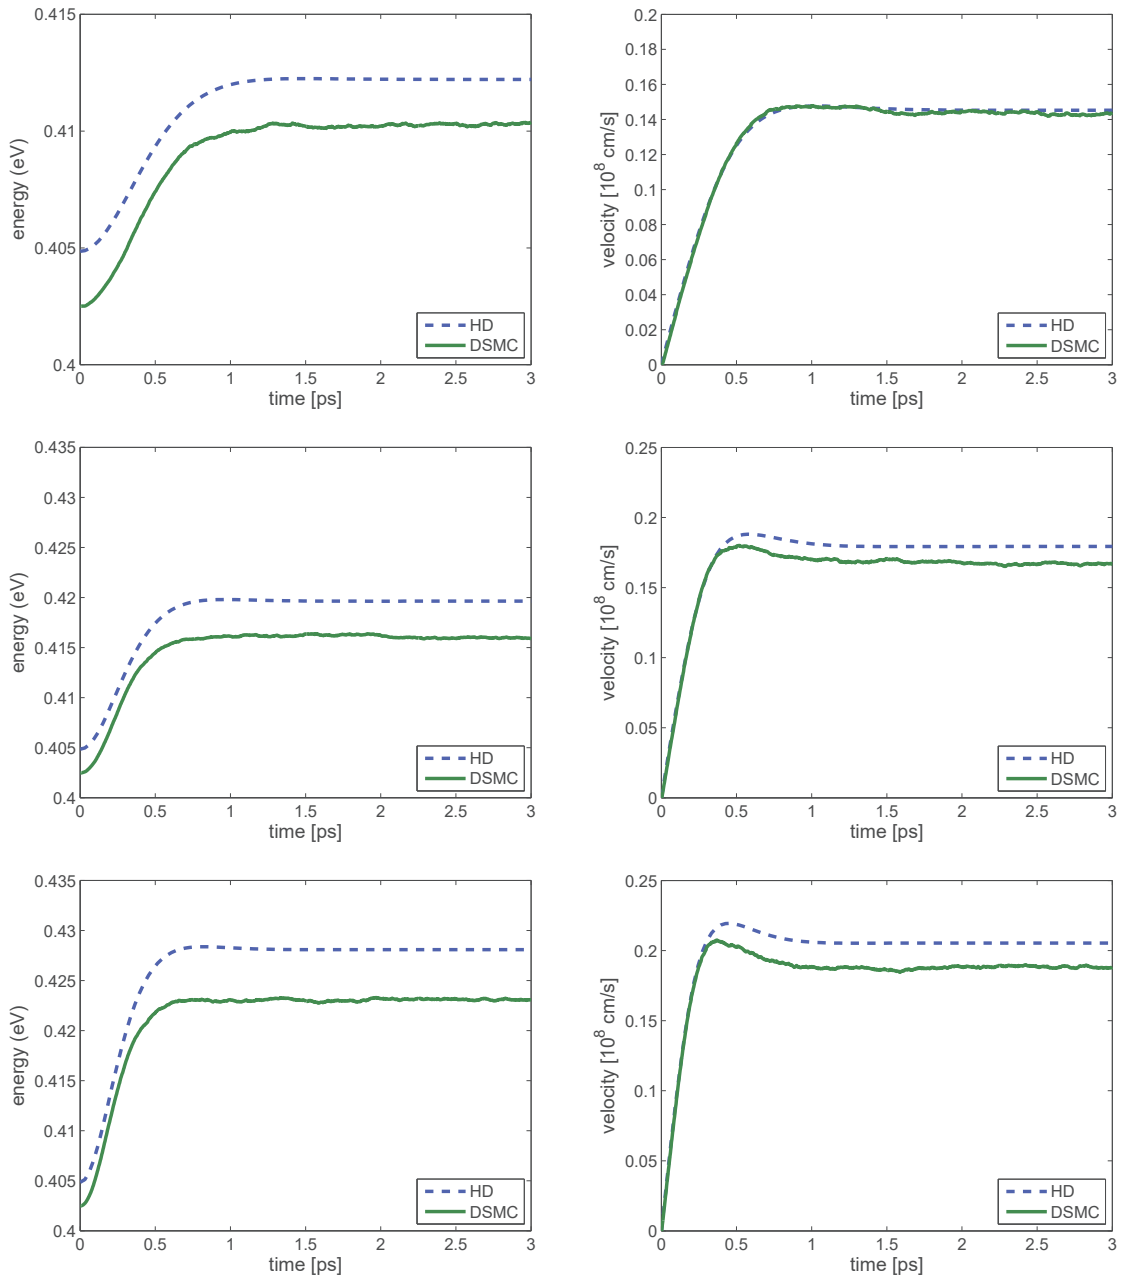 0.415
0.41
0.405
0.4
energy (eV)
0 0.5 1 1.5 2 2.5 3
time [ps]
HD
DSMC
0.2
0.18
0.16
0.14
0.12
0.1
0.08
0.06
0.04
0.02
0
velocity [10^8 cm/s]
0 0.5 1 1.5 2 2.5 3
time [ps]
HD
DSMC
0.435
0.43
0.425
0.42
0.415
0.41
0.405
0.4
energy (eV)
0 0.5 1 1.5 2 2.5 3
time [ps]
HD
DSMC
0.25
0.2
0.15
0.1
0.05
0
velocity [10^8 cm/s]
0 0.5 1 1.5 2 2.5 3
time [ps]
HD
DSMC
0.435
0.43
0.425
0.42
0.415
0.41
0.405
0.4
energy (eV)
0 0.5 1 1.5 2 2.5 3
time [ps]
HD
DSMC
0.25
0.2
0.15
0.1
0.05
0
velocity [10^8 cm/s]
0 0.5 1 1.5 2 2.5 3
time [ps]
HD
DSMC